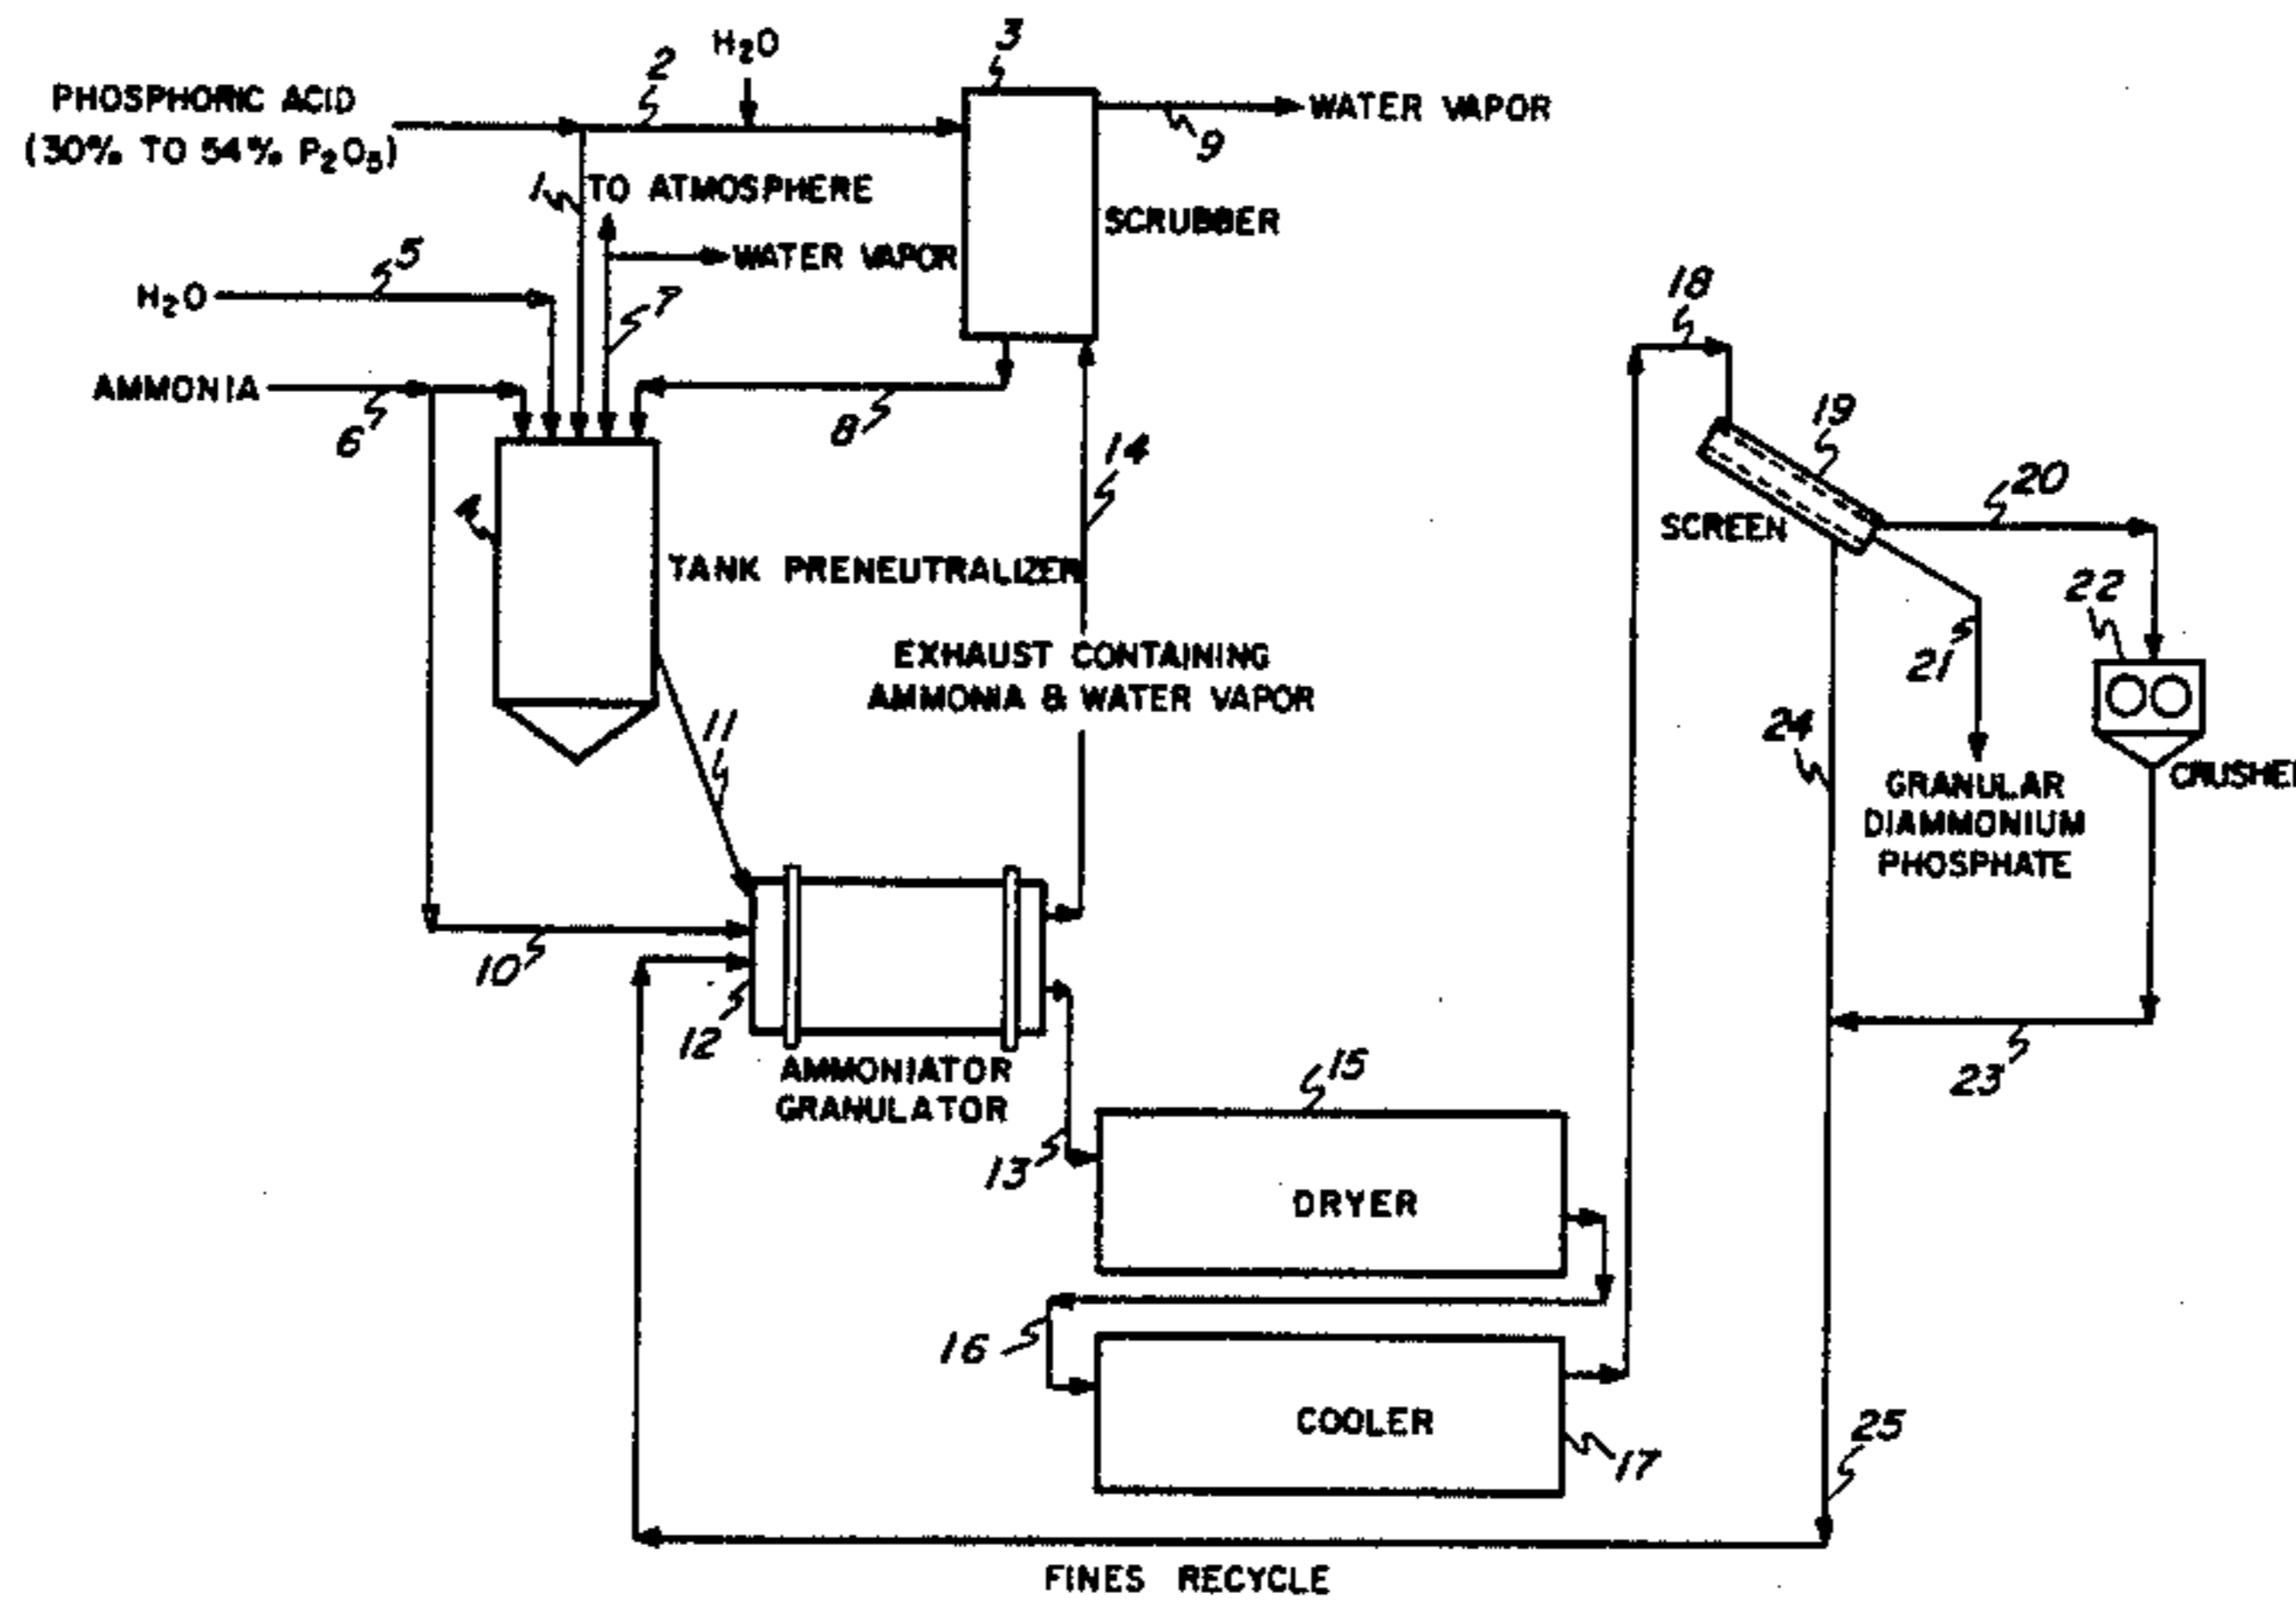 H2O
3
2
PHOSPHORIC ACID
(30% TO 54% P2O5)
WATER VAPOR
9
1
TO ATMOSPHERE
SCRUBBER
5
WATER VAPOR
H2O
7
18
AMMONIA
6
8
14
19
20
4
SCREEN
TANK PRENEUTRALIZER
22
EXHAUST CONTAINING
AMMONIA & WATER VAPOR
21
11
24
GRANULAR
DIAMMONIUM
PHOSPHATE
CRUSHE
10
12
AMMONIATOR
GRANULATOR
15
23
13
DRYER
16
COOLER
25
17
FINES RECYCLE